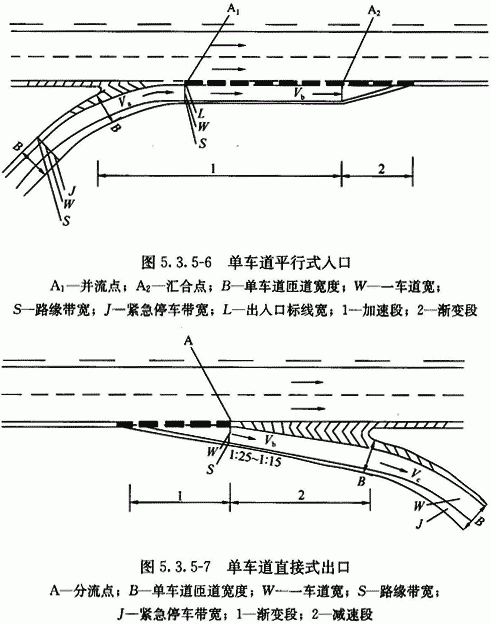 A₁ A₂
Vₐ V_b
B L W S
B J W S
1 2
图 5.3.5-6 单车道平行式入口
A₁—并流点；A₂—汇合点；B—单车道匝道宽度；W—一车道宽；
S—路缘带宽；J—紧急停车带宽；L—出入口标线宽；1—加速段；2—渐变段
A
V_b
W
S 1:25~1:15
B V_c
W
J B
1 2
图 5.3.5-7 单车道直接式出口
A—分流点；B—单车道匝道宽度；W—一车道宽；S—路缘带宽；
J—紧急停车带宽；1—渐变段；2—减速段